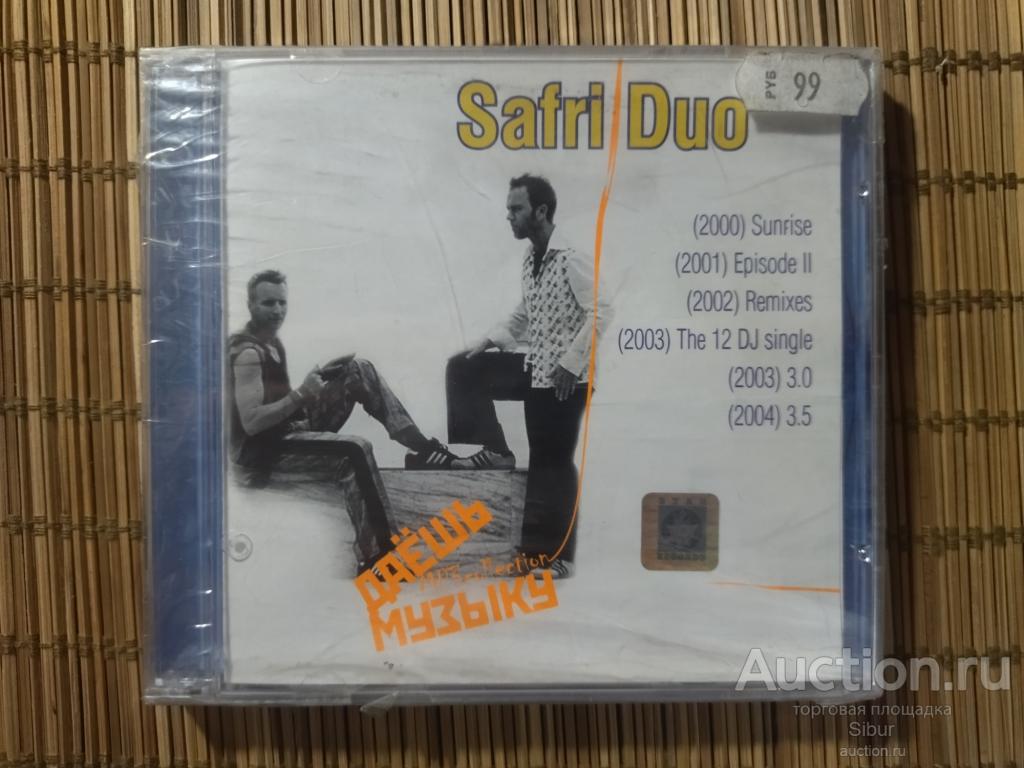 Safri Duo
РУБ 99
(2000) Sunrise
(2001) Episode II
(2002) Remixes
(2003) The 12 DJ single
(2003) 3.0
(2004) 3.5
ДАЁШЬ
collection
МУЗЫКУ
Auction.ru
торговая площадка
Sibur
auction.ru